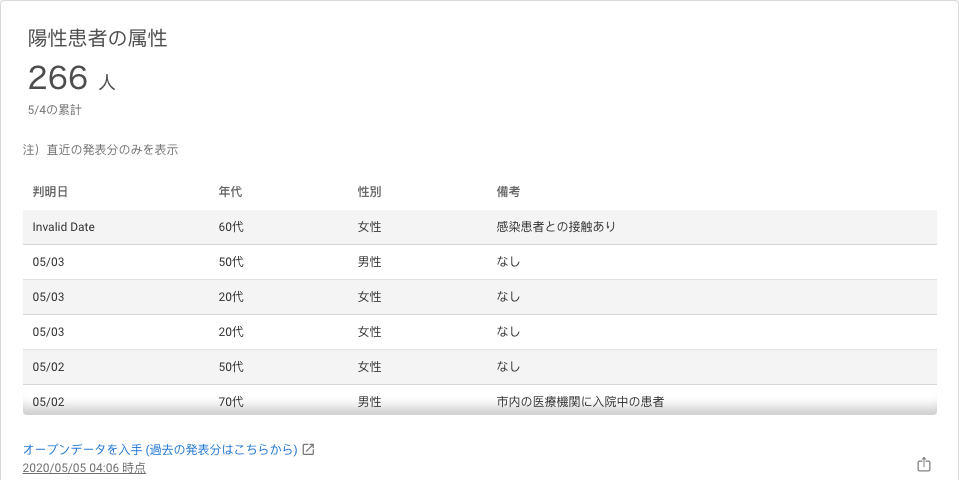 陽性患者の属性
266 人
5/4の累計
注）直近の発表分のみを表示
判明日 年代 性別 備考
Invalid Date 60代 女性 感染患者との接触あり
05/03 50代 男性 なし
05/03 20代 女性 なし
05/03 20代 女性 なし
05/02 50代 女性 なし
05/02 70代 男性 市内の医療機関に入院中の患者
オープンデータを入手 (過去の発表分はこちらから)
2020/05/05 04:06 時点